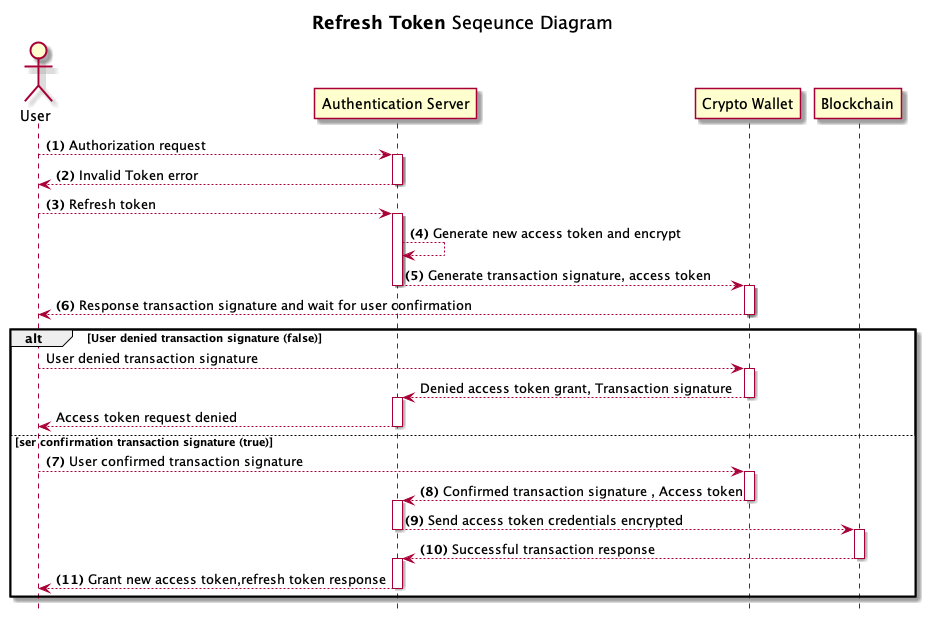 Refresh Token Seqeunce Diagram
User
Authentication Server
Crypto Wallet
Blockchain
(1) Authorization request
(2) Invalid Token error
(3) Refresh token
(4) Generate new access token and encrypt
(5) Generate transaction signature, access token
(6) Response transaction signature and wait for user confirmation
alt
[User denied transaction signature (false)]
User denied transaction signature
Denied access token grant, Transaction signature
Access token request denied
[ser confirmation transaction signature (true)]
(7) User confirmed transaction signature
(8) Confirmed transaction signature , Access token
(9) Send access token credentials encrypted
(10) Successful transaction response
(11) Grant new access token,refresh token response